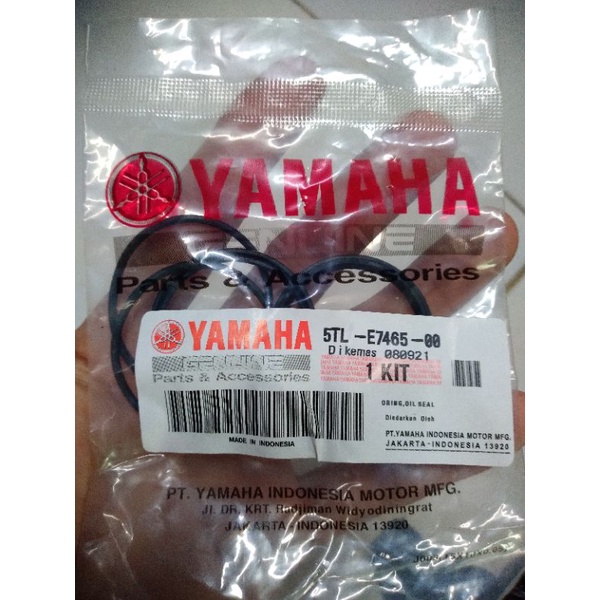 YAMAHA
GENUINE
Parts & Accessories
YAMAHA
GENUINE
Parts & Accessories
MADE IN INDONESIA
5TL-E7465-00
Dikemas 080921
1 KIT
ORING,OIL SEAL
Diedarkan Oleh
PT.YAMAHA INDONESIA MOTOR MFG.
JAKARTA-INDONESIA 13920
PT. YAMAHA INDONESIA MOTOR MFG.
Jl. DR. KRT. Radjiman Widyodiningrat
JAKARTA-INDONESIA 13920